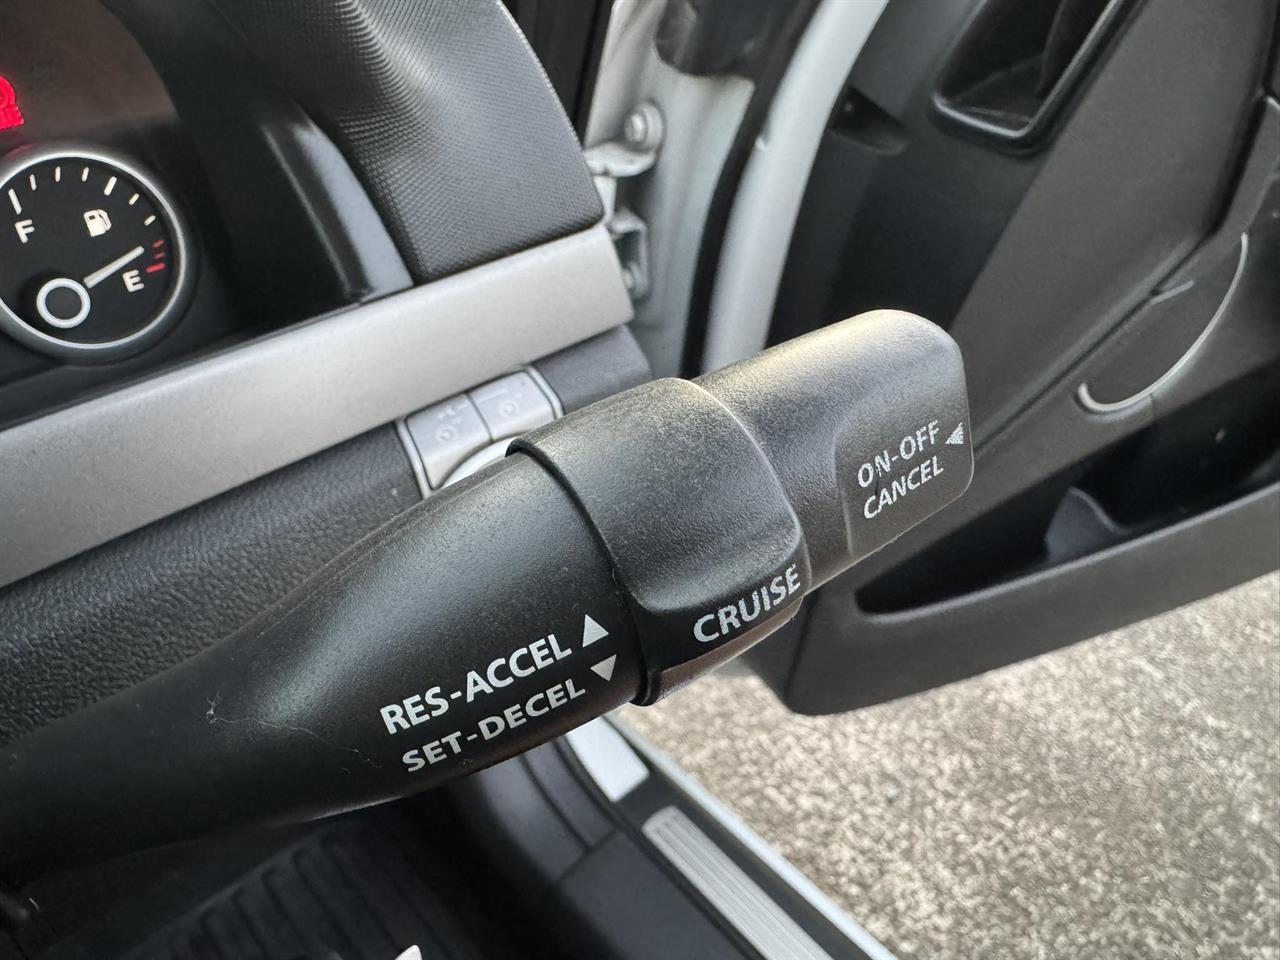 F
E
ON-OFF
CANCEL
CRUISE
RES-ACCEL
SET-DECEL